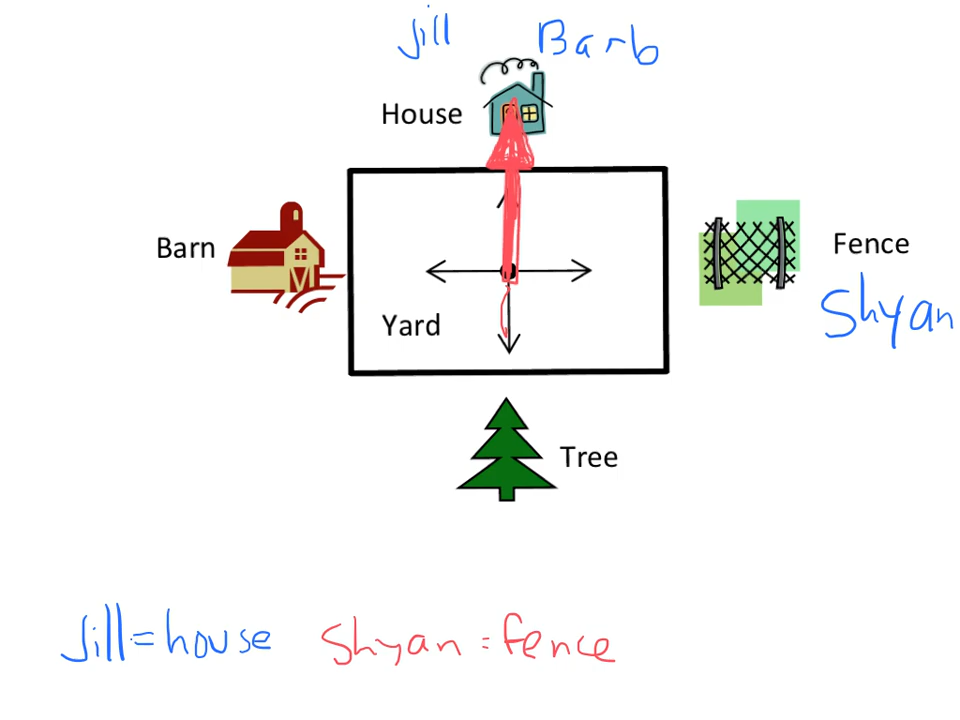 Jill Barb
House
Barn
Fence
Shyan
Yard
Tree
Jill=house Shyan=fence